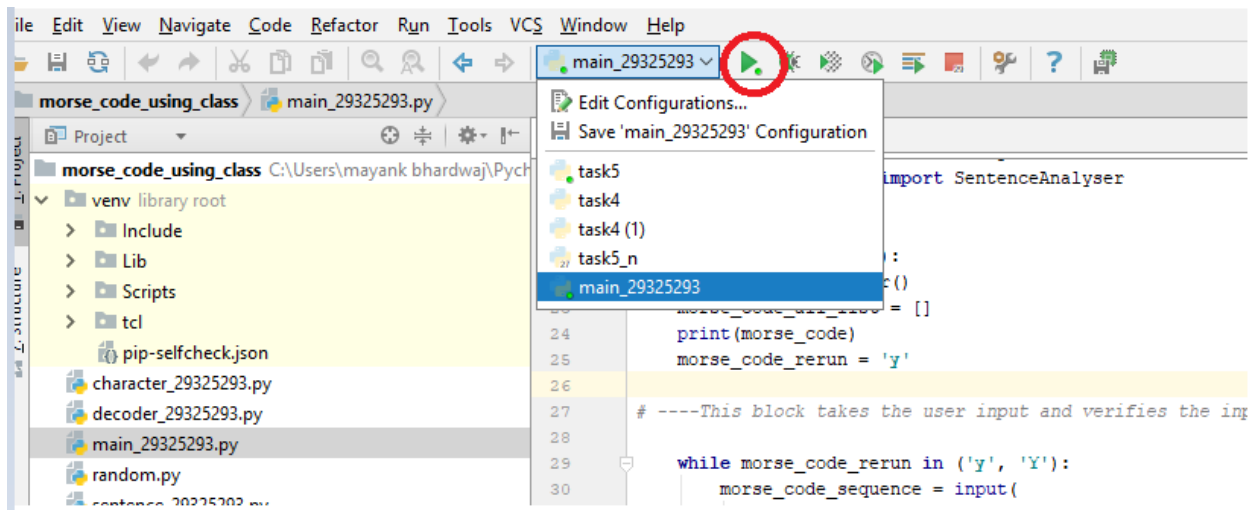 ile Edit View Navigate Code Refactor Run Tools VCS Window Help
main_29325293
morse_code_using_class main_29325293.py
Edit Configurations...
Save 'main_29325293' Configuration
task5
task4
task4 (1)
task5_n
main_29325293
Project
morse_code_using_class C:\Users\mayank bhardwaj\Pych
venv library root
Include
Lib
Scripts
tcl
pip-selfcheck.json
character_29325293.py
decoder_29325293.py
main_29325293.py
random.py
sentence_29325293.py
import SentenceAnalyser
):
()
morse_code_all_list = []
24 print(morse_code)
25 morse_code_rerun = 'y'
26
27 # ----This block takes the user input and verifies the inp
28
29 while morse_code_rerun in ('y', 'Y'):
30 morse_code_sequence = input(